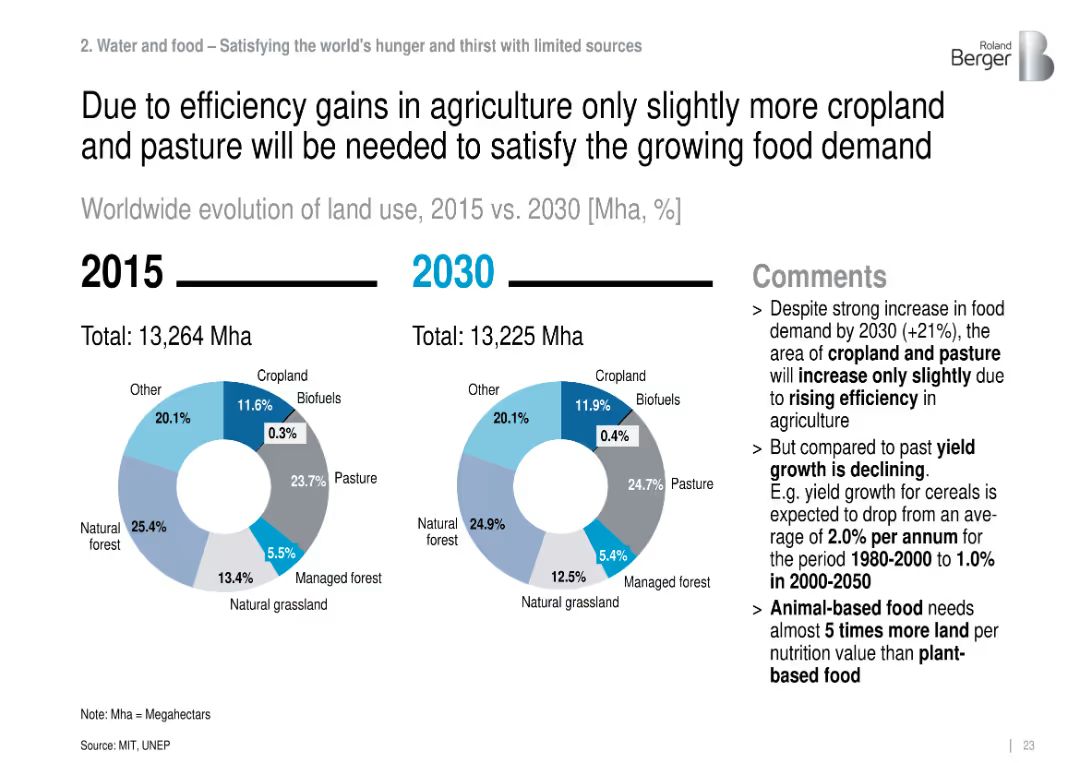 2. Water and food – Satisfying the world's hunger and thirst with limited sources
Roland
Berger
Due to efficiency gains in agriculture only slightly more cropland
and pasture will be needed to satisfy the growing food demand
Worldwide evolution of land use, 2015 vs. 2030 [Mha, %]
2015
Total: 13,264 Mha
Other
20.1%
Cropland
11.6%
Biofuels
0.3%
23.7%
Pasture
Natural
forest
25.4%
5.5%
Managed forest
13.4%
Natural grassland
2030
Total: 13,225 Mha
Other
20.1%
Cropland
11.9%
Biofuels
0.4%
24.7%
Pasture
Natural
forest
24.9%
5.4%
Managed forest
12.5%
Natural grassland
Comments
> Despite strong increase in food
demand by 2030 (+21%), the
area of cropland and pasture
will increase only slightly due
to rising efficiency in
agriculture
> But compared to past yield
growth is declining.
E.g. yield growth for cereals is
expected to drop from an ave-
rage of 2.0% per annum for
the period 1980-2000 to 1.0%
in 2000-2050
> Animal-based food needs
almost 5 times more land per
nutrition value than plant-
based food
Note: Mha = Megahectars
Source: MIT, UNEP
23